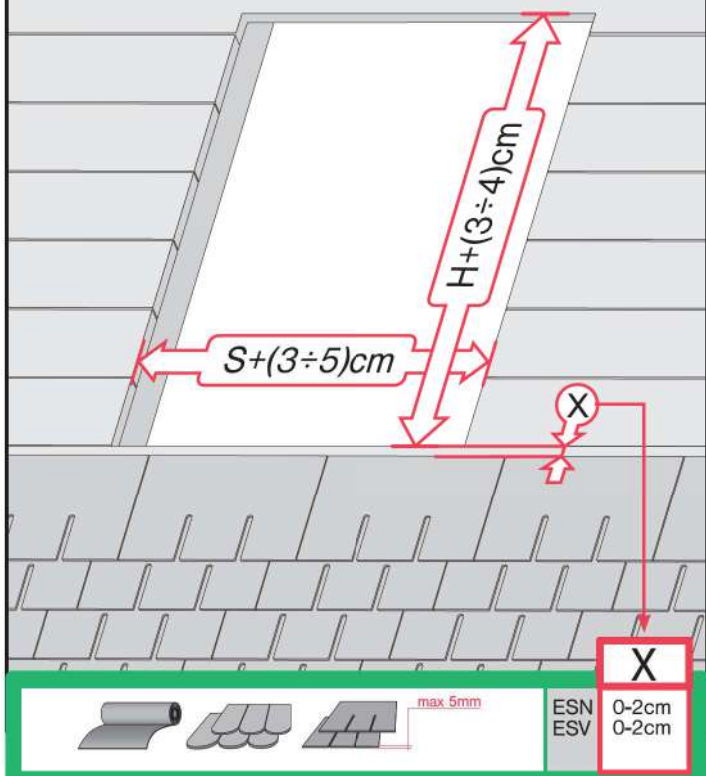 H+(3÷4)cm
S+(3÷5)cm
X
X
max 5mm
ESN 0-2cm
ESV 0-2cm